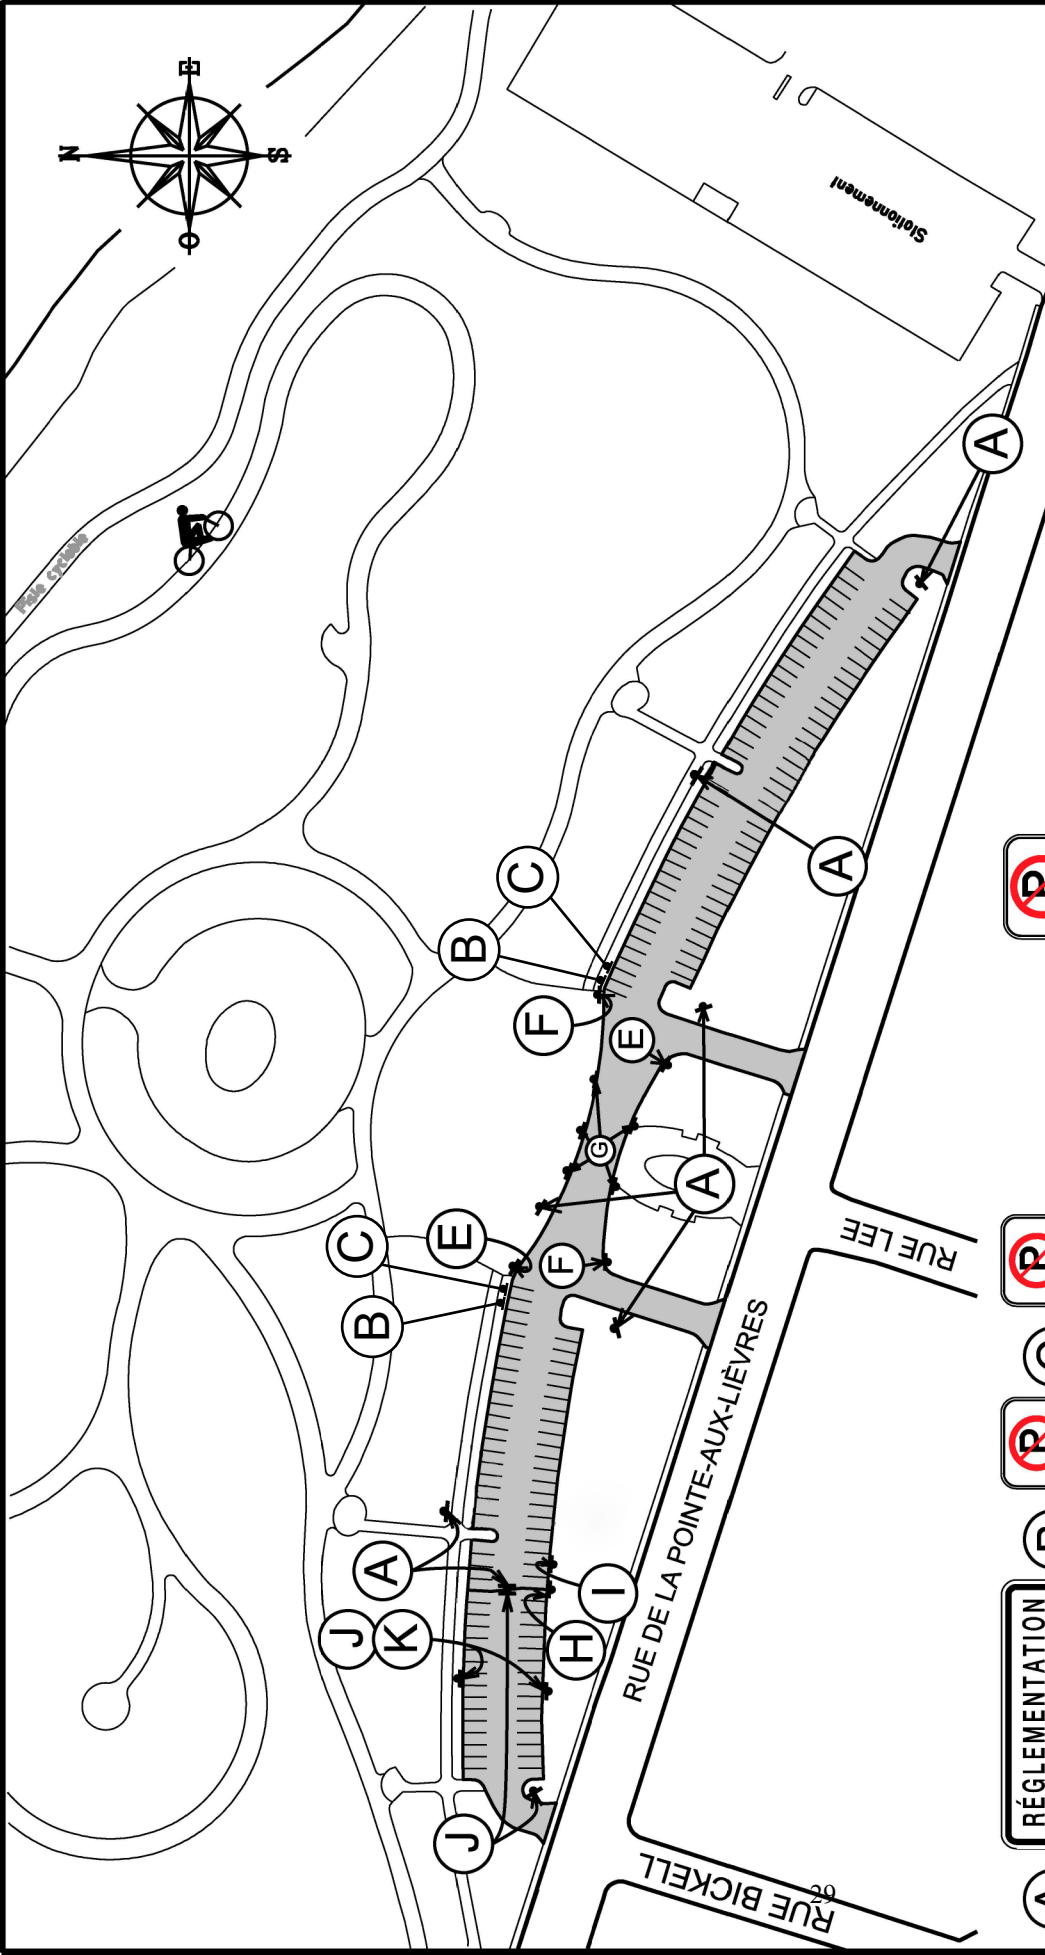 N
E
S
O
Piste cyclable
Stationnement
A
C
B
F
E
A
G
A
C
E
F
B
A
I
J
K
H
J
RUE LEE
RUE DE LA POINTE-AUX-LIÈVRES
RUE BICKELL
29
P
P
P
RÉGLEMENTATION
A